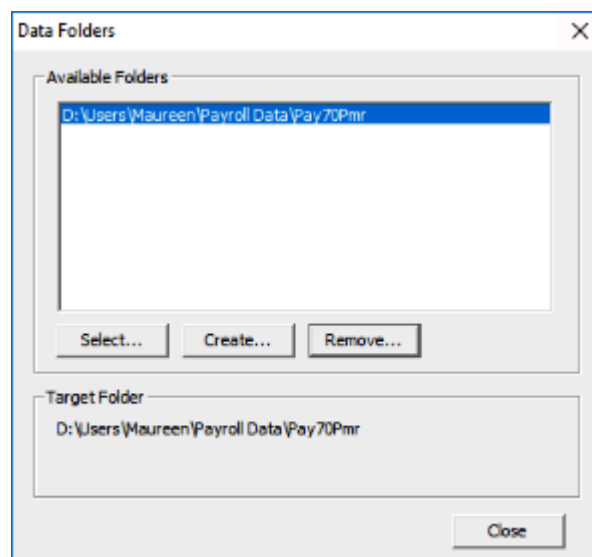 Data Folders
Available Folders
D:\Users\Maureen\Payroll Data\Pay70Pmr
Select... Create... Remove...
Target Folder
D:\Users\Maureen\Payroll Data\Pay70Pmr
Close